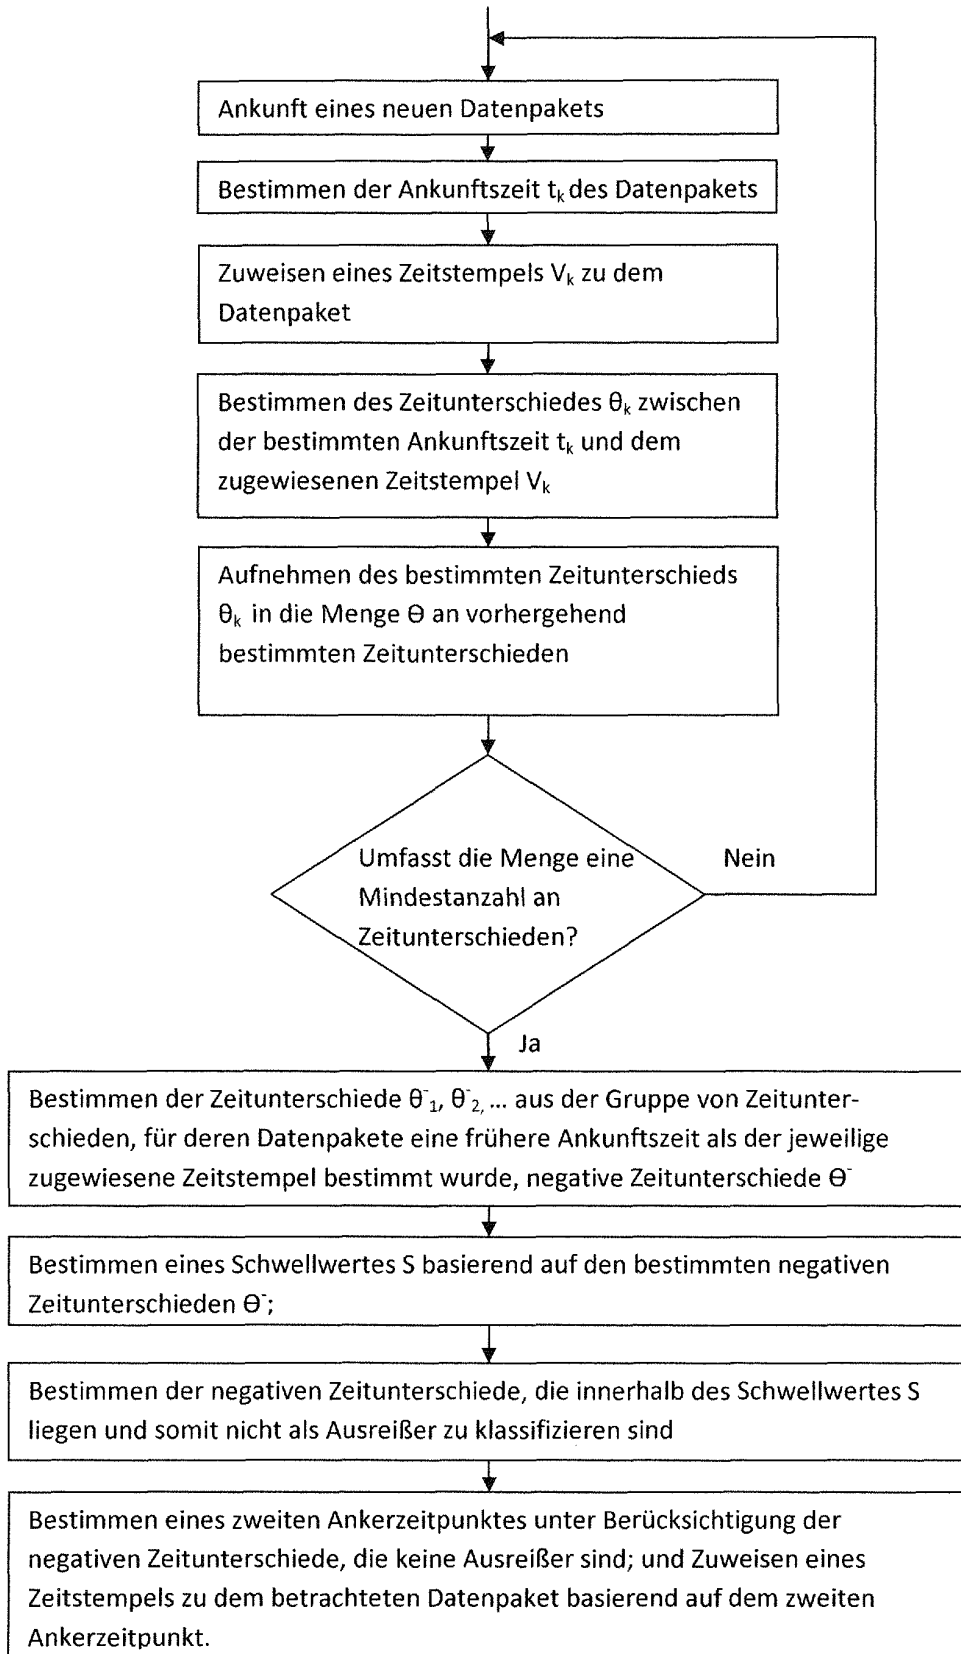 Ankunft eines neuen Datenpakets
Bestimmen der Ankunftszeit tₖ des Datenpakets
Zuweisen eines Zeitstempels Vₖ zu dem
Datenpaket
Bestimmen des Zeitunterschiedes θₖ zwischen
der bestimmten Ankunftszeit tₖ und dem
zugewiesenen Zeitstempel Vₖ
Aufnehmen des bestimmten Zeitunterschieds
θₖ in die Menge Θ an vorhergehend
bestimmten Zeitunterschieden
Umfasst die Menge eine
Mindestanzahl an
Zeitunterschieden?
Nein
Ja
Bestimmen der Zeitunterschiede θ⁻₁, θ⁻₂, ... aus der Gruppe von Zeitunter-
schieden, für deren Datenpakete eine frühere Ankunftszeit als der jeweilige
zugewiesene Zeitstempel bestimmt wurde, negative Zeitunterschiede Θ⁻
Bestimmen eines Schwellwertes S basierend auf den bestimmten negativen
Zeitunterschieden Θ⁻;
Bestimmen der negativen Zeitunterschiede, die innerhalb des Schwellwertes S
liegen und somit nicht als Ausreißer zu klassifizieren sind
Bestimmen eines zweiten Ankerzeitpunktes unter Berücksichtigung der
negativen Zeitunterschiede, die keine Ausreißer sind; und Zuweisen eines
Zeitstempels zu dem betrachteten Datenpaket basierend auf dem zweiten
Ankerzeitpunkt.